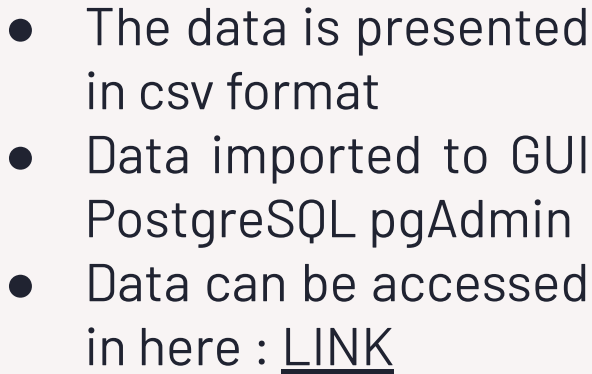 ● The data is presented
in csv format
● Data imported to GUI
PostgreSQL pgAdmin
● Data can be accessed
in here : LINK